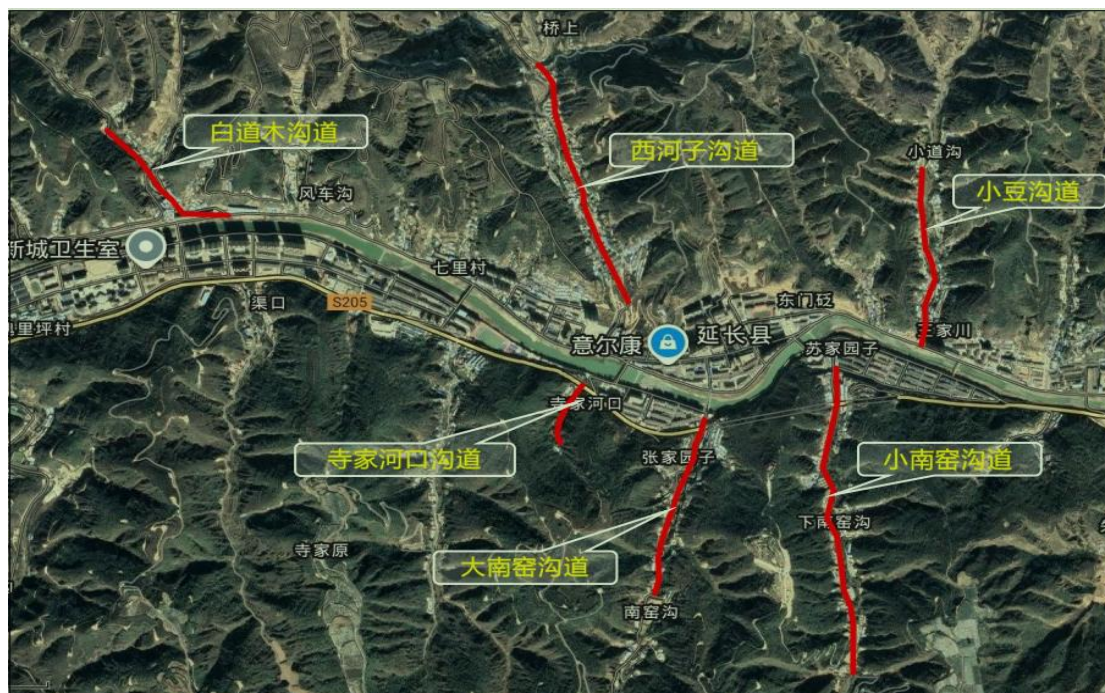 桥上
白道木沟道
西河子沟道
小道沟
小豆沟道
风车沟
新城卫生室
七里村
渠口
S205
东门砭
王家川
意尔康
延长县
苏家园子
寺家河口
寺家河口沟道
张家园子
小南窑沟道
下南窑沟
寺家原
大南窑沟道
南窑沟